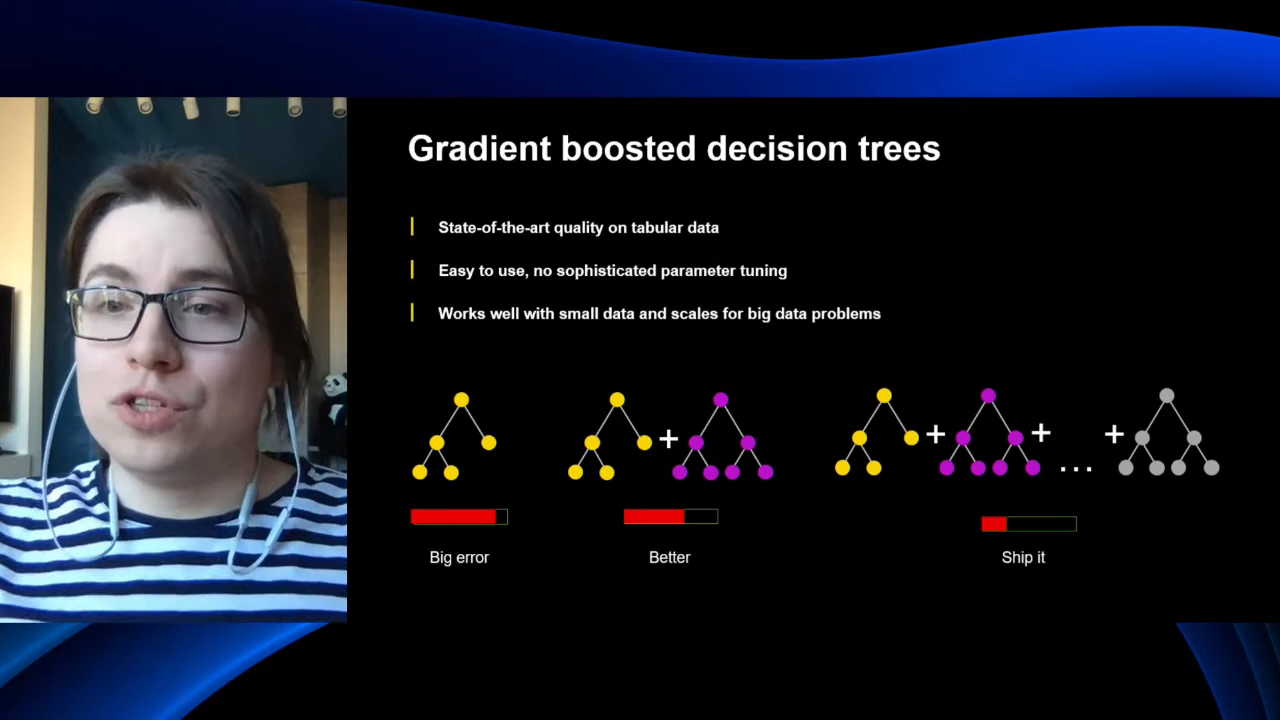 Gradient boosted decision trees
State-of-the-art quality on tabular data
Easy to use, no sophisticated parameter tuning
Works well with small data and scales for big data problems
+ + + ... +
Big error
Better
Ship it